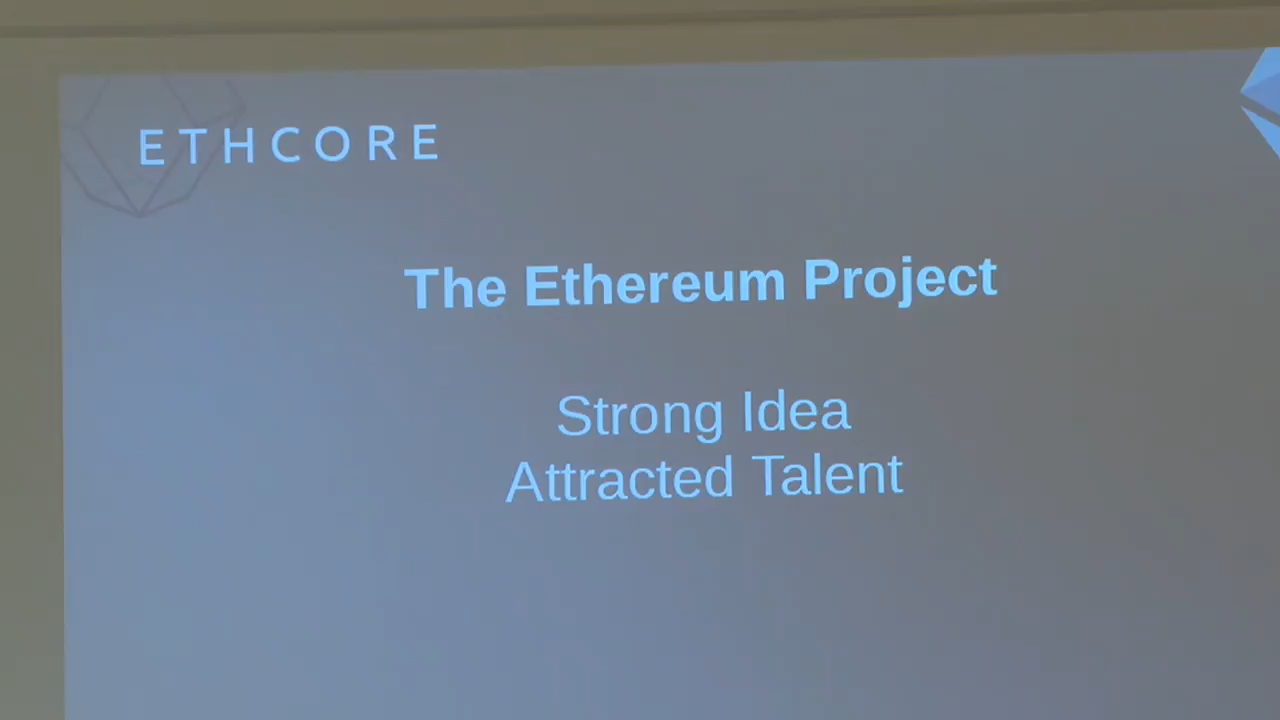 ETHCORE
The Ethereum Project
Strong Idea
Attracted Talent